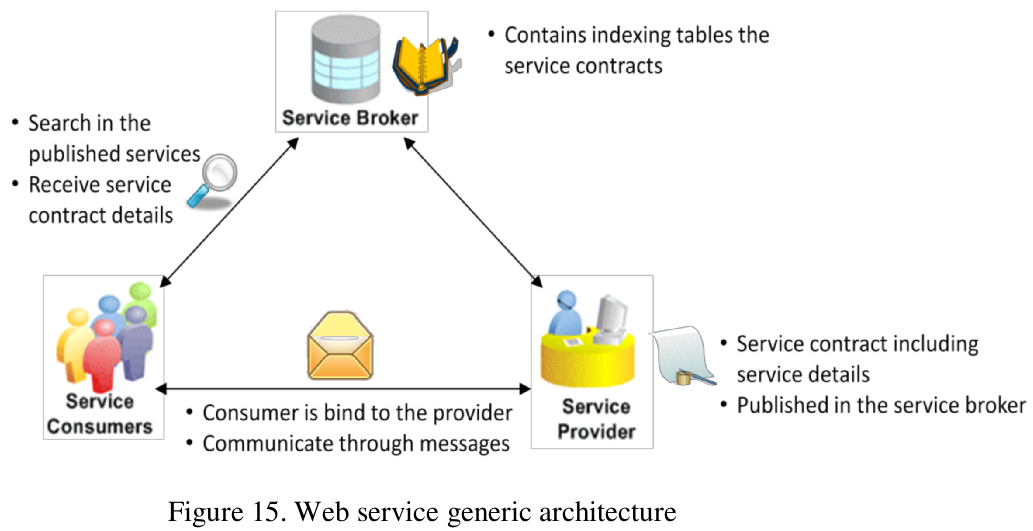 • Contains indexing tables the
service contracts
Service Broker
• Search in the
published services
• Receive service
contract details
Service
Consumers
• Consumer is bind to the provider
• Communicate through messages
Service
Provider
• Service contract including
service details
• Published in the service broker
Figure 15. Web service generic architecture